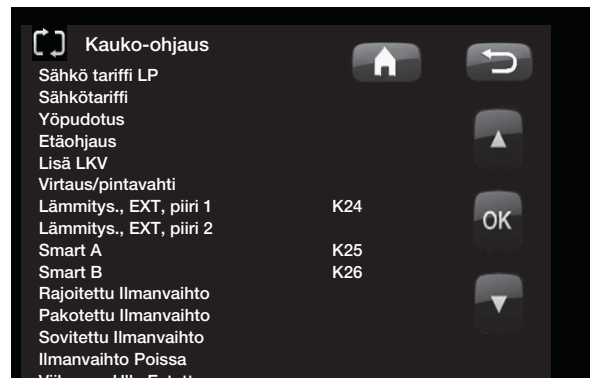 Kauko-ohjaus
Sähkö tariffi LP
Sähkötariffi
Yöpudotus
Etäohjaus
Lisä LKV
Virtaus/pintavahti
Lämmitys., EXT, piiri 1 K24
Lämmitys., EXT, piiri 2
OK
Smart A K25
Smart B K26
Rajoitettu Ilmanvaihto
Pakotettu Ilmanvaihto
Sovitettu Ilmanvaihto
Ilmanvaihto Poissa